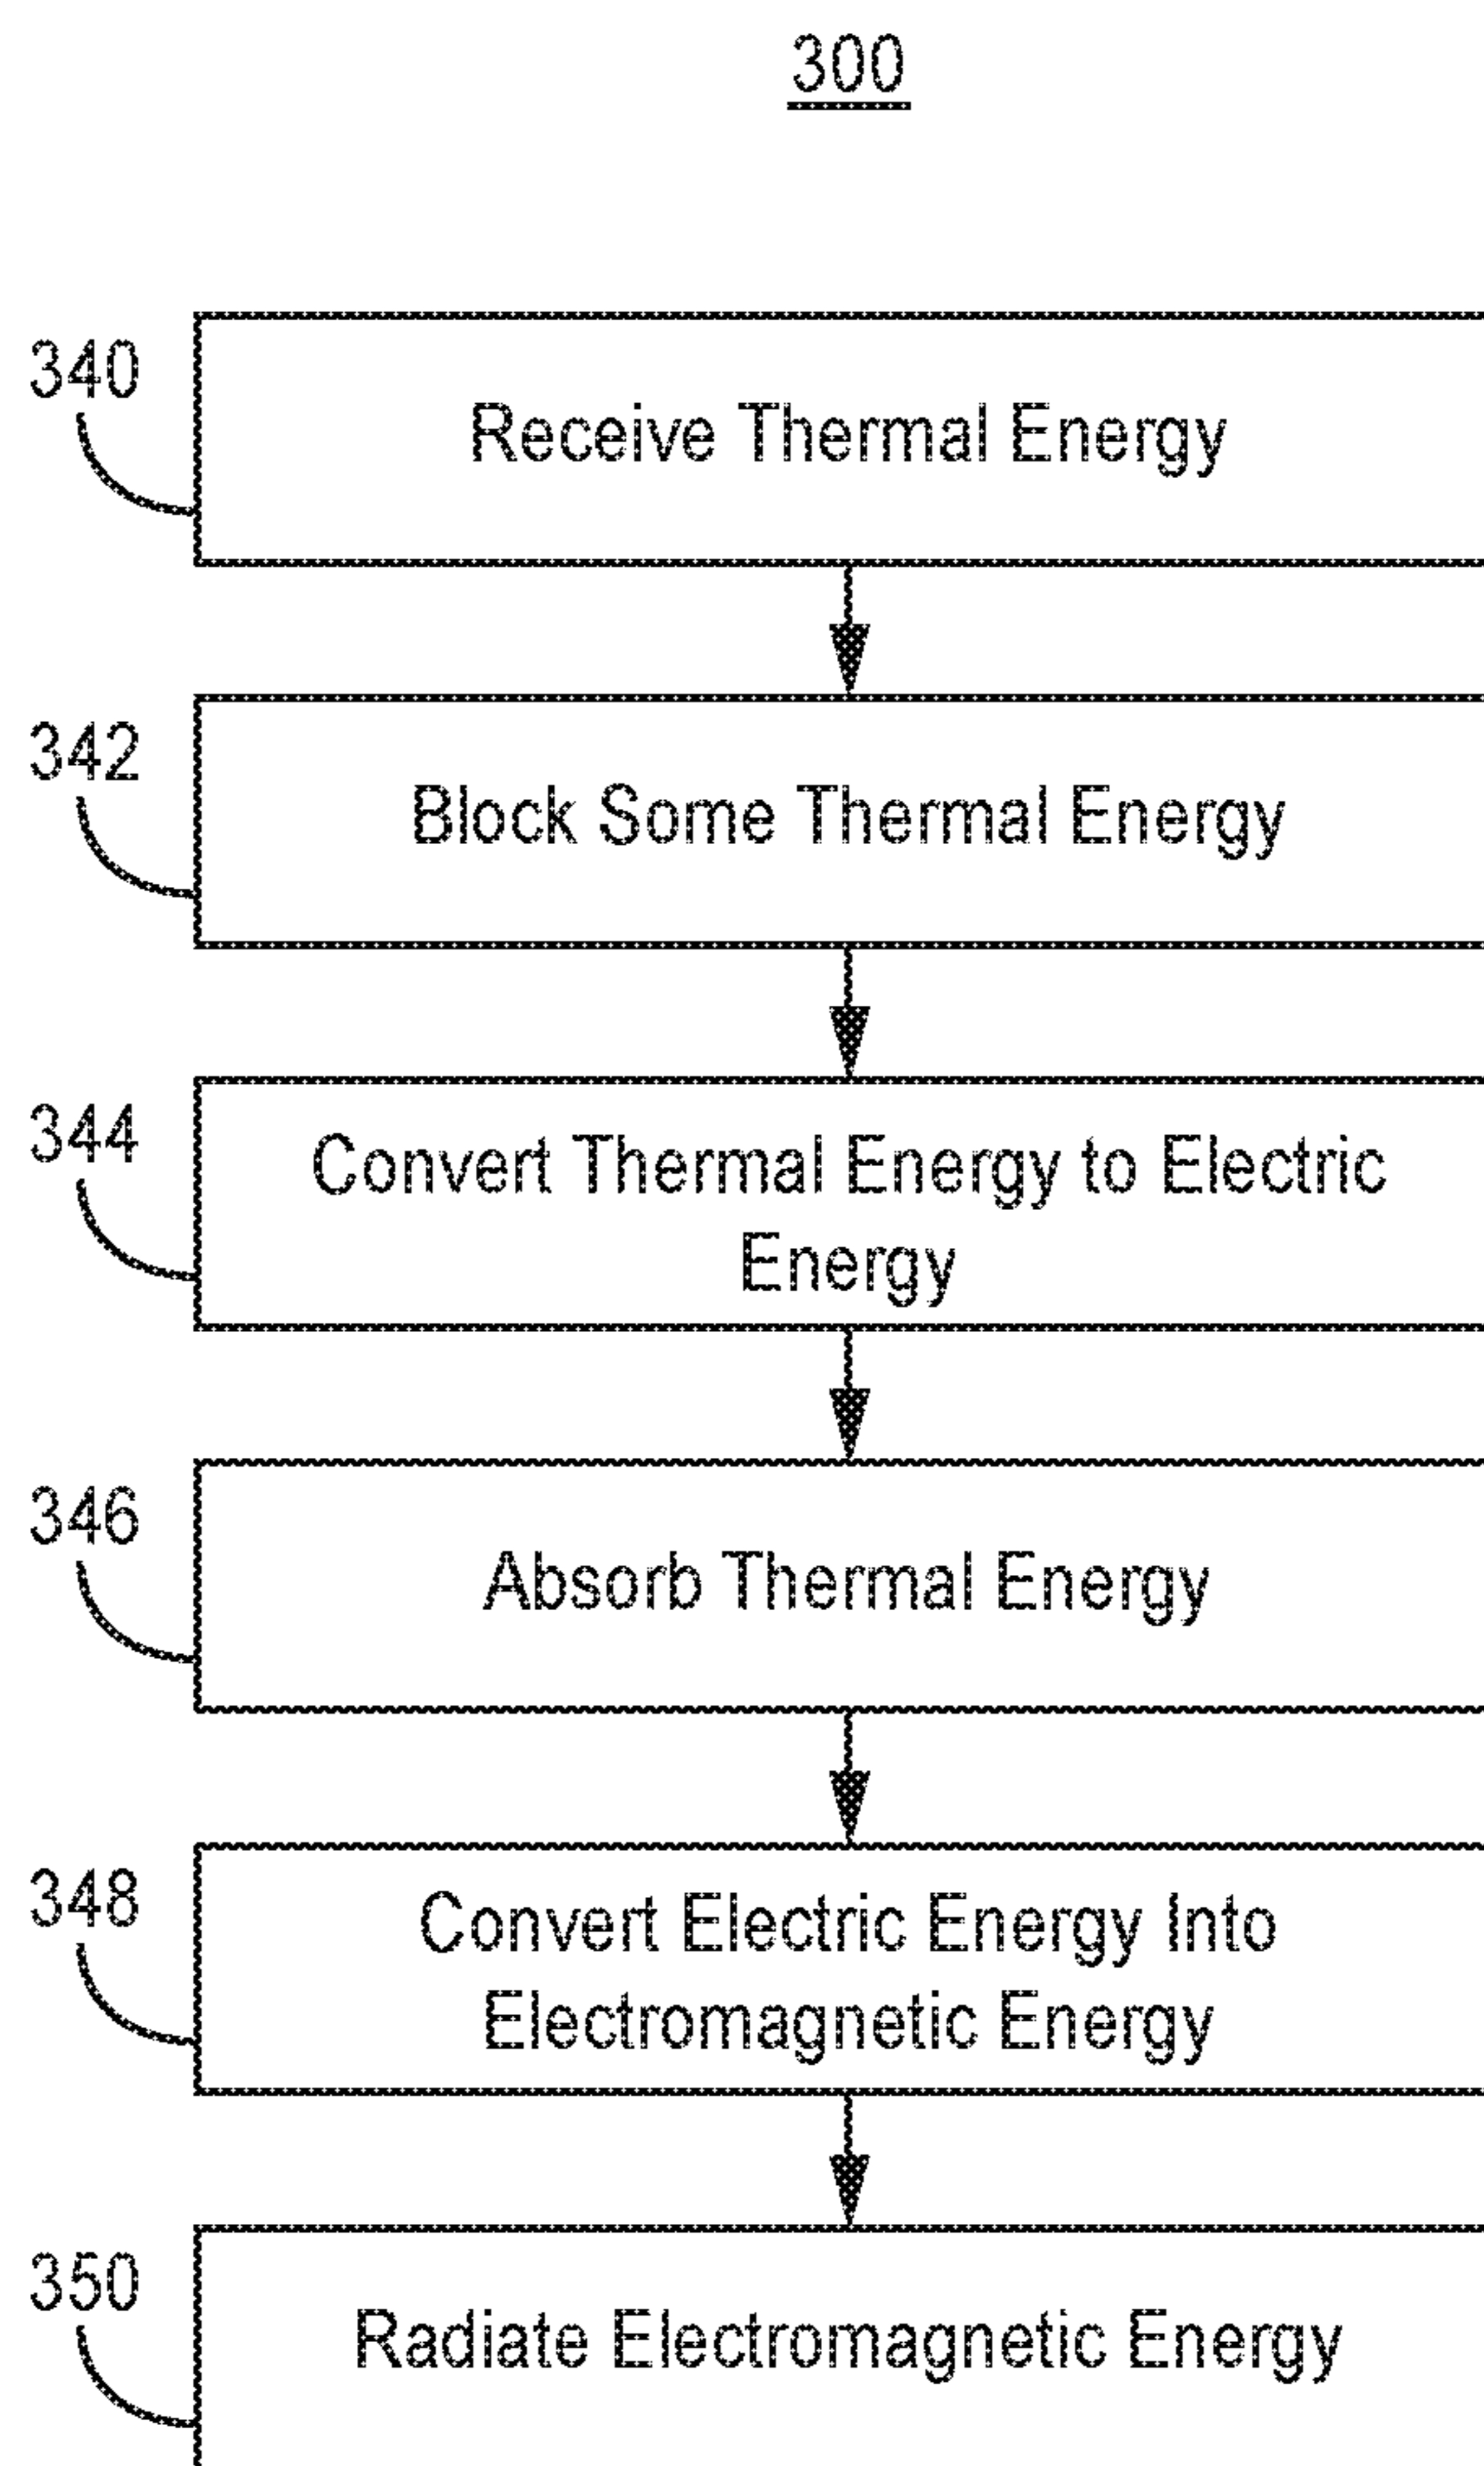 300
340
Receive Thermal Energy
342
Block Some Thermal Energy
344
Convert Thermal Energy to Electric
Energy
346
Absorb Thermal Energy
348
Convert Electric Energy Into
Electromagnetic Energy
350
Radiate Electromagnetic Energy